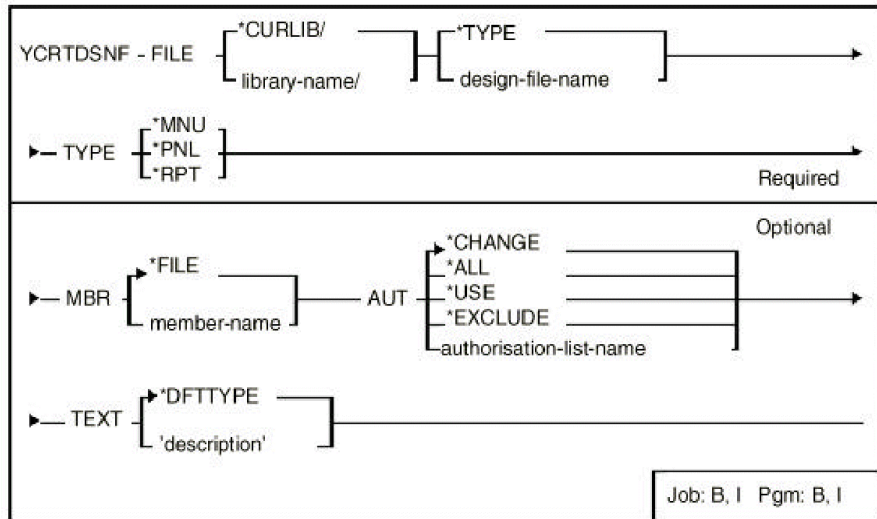 *CURLIB/
*TYPE
YCRTDSNF - FILE
library-name/
design-file-name
*MNU
TYPE
*PNL
*RPT
Required
Optional
*CHANGE
*FILE
*ALL
MBR
AUT
*USE
*EXCLUDE
member-name
authorisation-list-name
*DFTTYPE
TEXT
'description'
Job: B, I Pgm: B, I